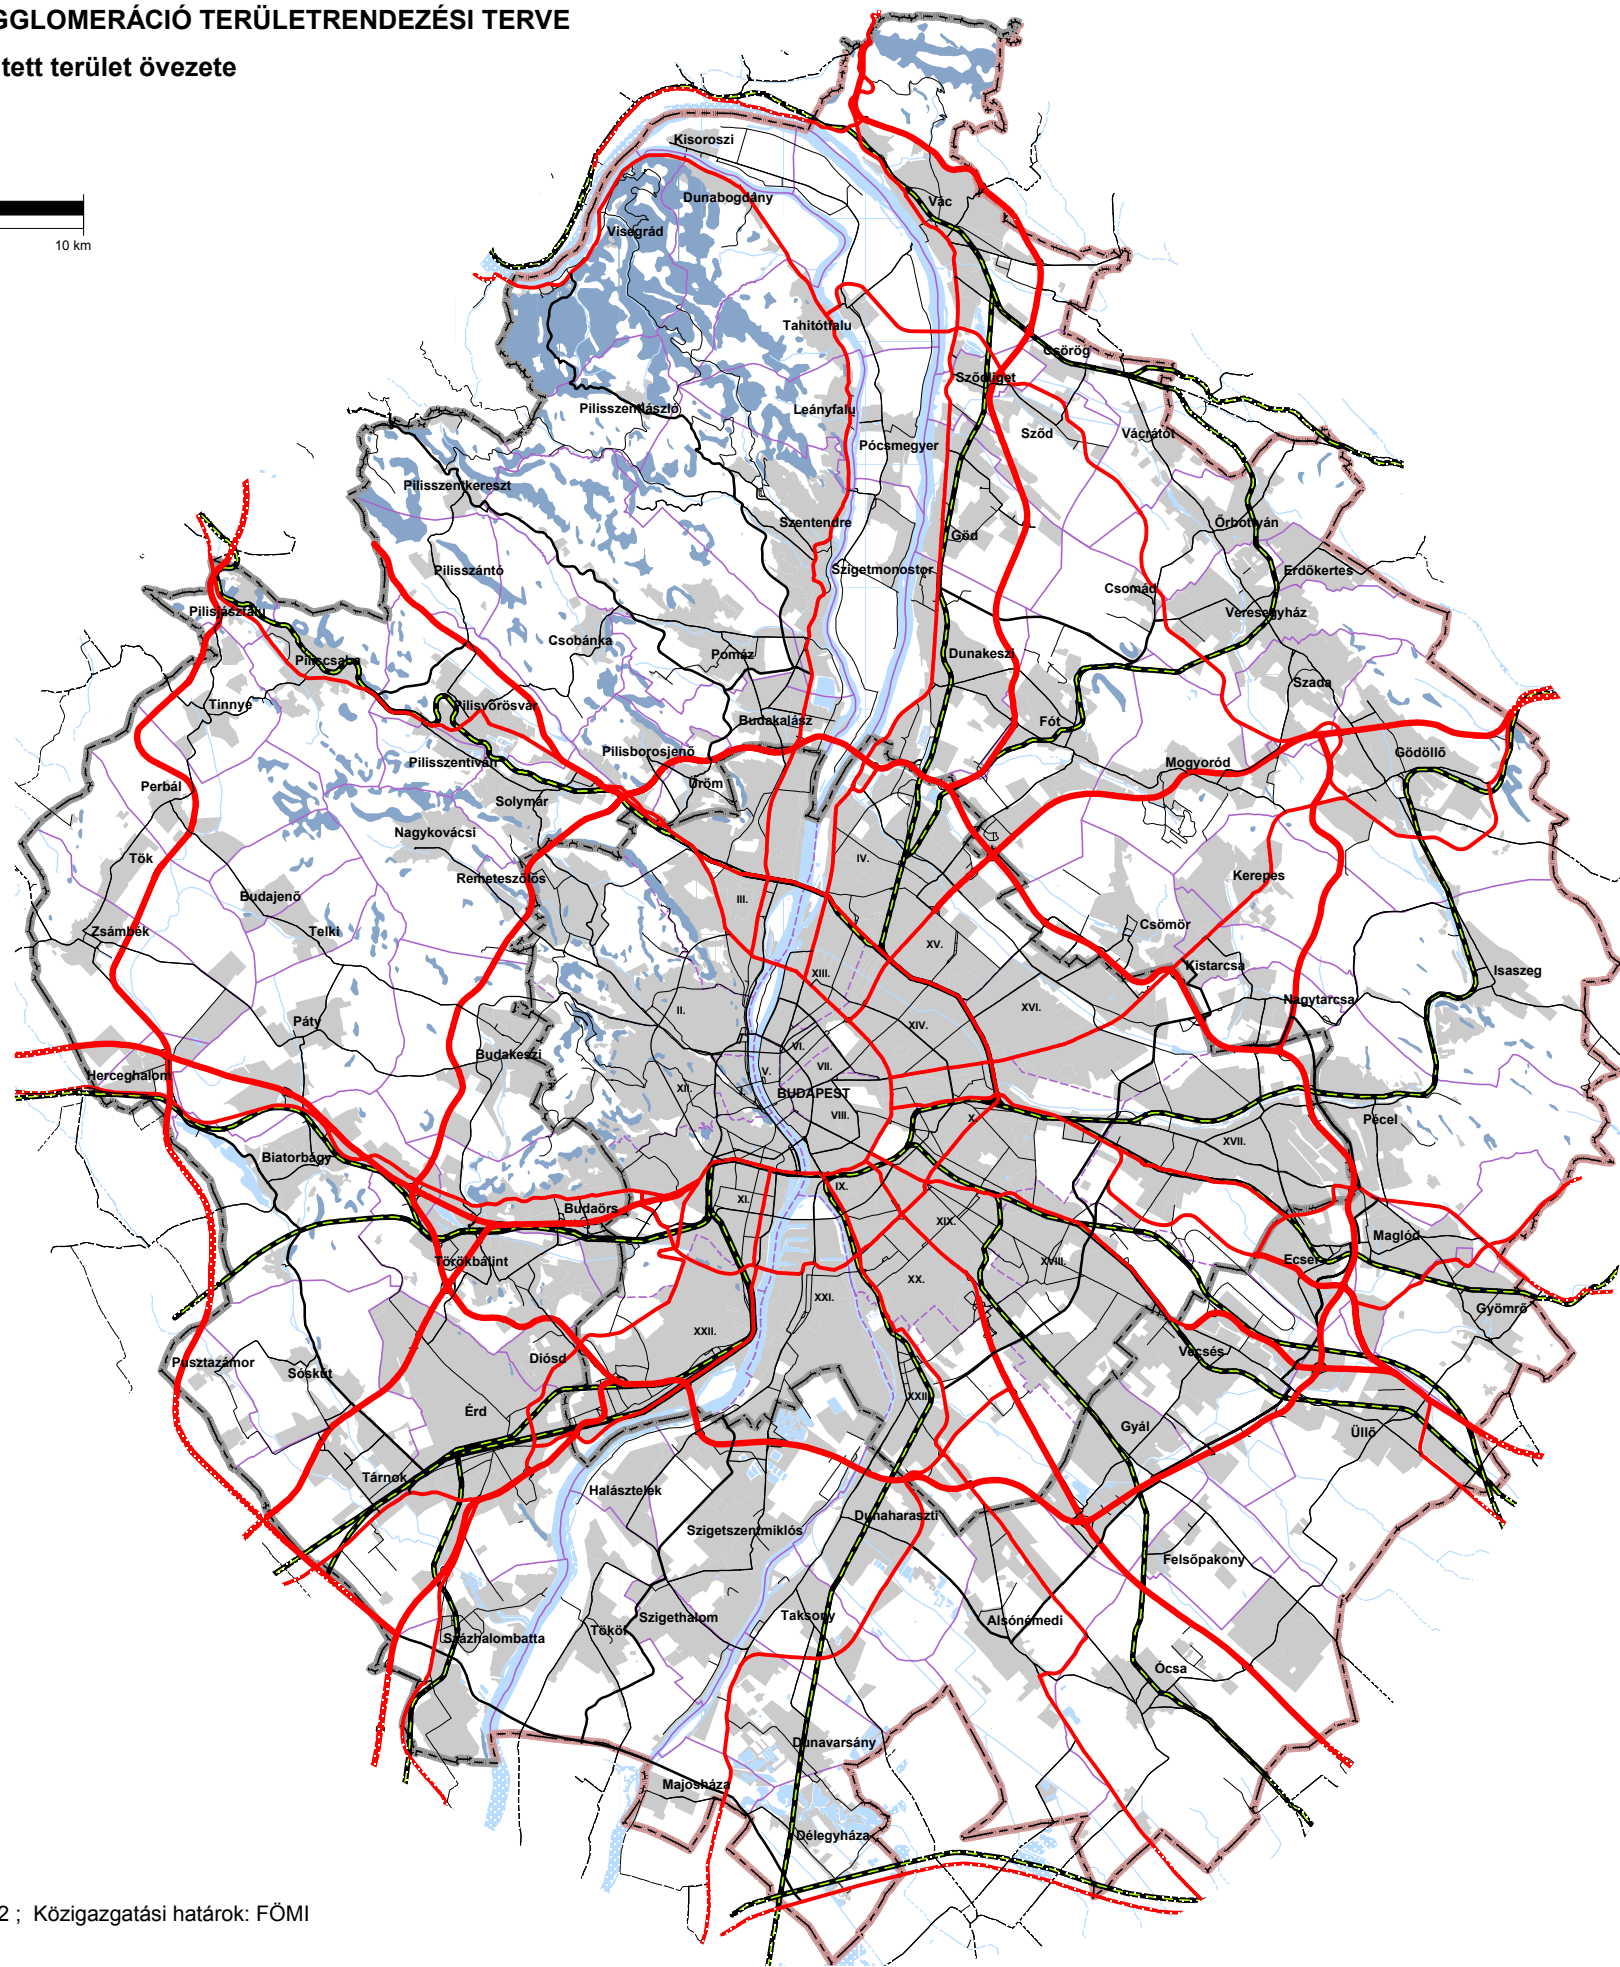 GGLOMERÁCIÓ TERÜLETRENDEZÉSI TERVE
tett terület övezete
10 km
Kisoroszi
Dunabogdány
Vác
Visegrád
Tahitótfalu
Csörög
Sződliget
Pilisszentlászló
Leányfalu
Sződ
Vácrátót
Pócsmegyer
Pilisszentkereszt
Szentendre
Őrbottyán
Göd
Pilisszántó
Szigetmonostor
Erdőkertes
Csomád
Pilisjászfalu
Veresegyház
Csobánka
Pomáz
Dunakeszi
Piliscsaba
Szada
Tinnye
Pilisvörösvár
Budakalász
Fót
Pilisborosjenő
Gödöllő
Pilisszentiván
Mogyoród
Perbál
Üröm
Solymár
Nagykovácsi
Tök
IV.
Remeteszőlős
Kerepes
Budajenő
III.
Zsámbék
Telki
Csömör
XV.
Kistarcsa
XIII.
Isaszeg
Nagytarcsa
II.
XVI.
Páty
XIV.
VI.
Budakeszi
V.
VII.
Herceghalom
XII.
I.
BUDAPEST
VIII.
X.
Pécel
XVII.
Biatorbágy
IX.
XI.
Budaörs
XIX.
Maglód
Törökbálint
XVIII.
Ecser
XX.
XXI.
Gyömrő
XXII.
Pusztazámor
Sóskút
Diósd
Vecsés
XXIII.
Érd
Gyál
Üllő
Tárnok
Halásztelek
Dunaharaszti
Szigetszentmiklós
Felsőpakony
Szigethalom
Taksony
Alsónémedi
Tököl
Százhalombatta
Ócsa
Dunavarsány
Majosháza
Délegyháza
2 ;  Közigazgatási határok: FÖMI